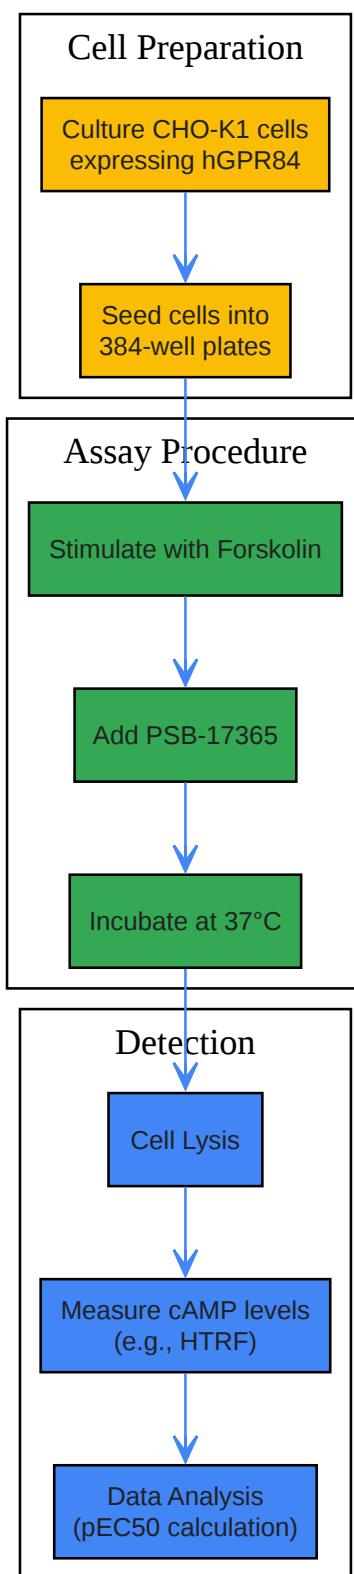 Cell Preparation
Culture CHO-K1 cells
expressing hGPR84
Seed cells into
384-well plates
Assay Procedure
Stimulate with Forskolin
Add PSB-17365
Incubate at 37°C
Detection
Cell Lysis
Measure cAMP levels
(e.g., HTRF)
Data Analysis
(pEC50 calculation)